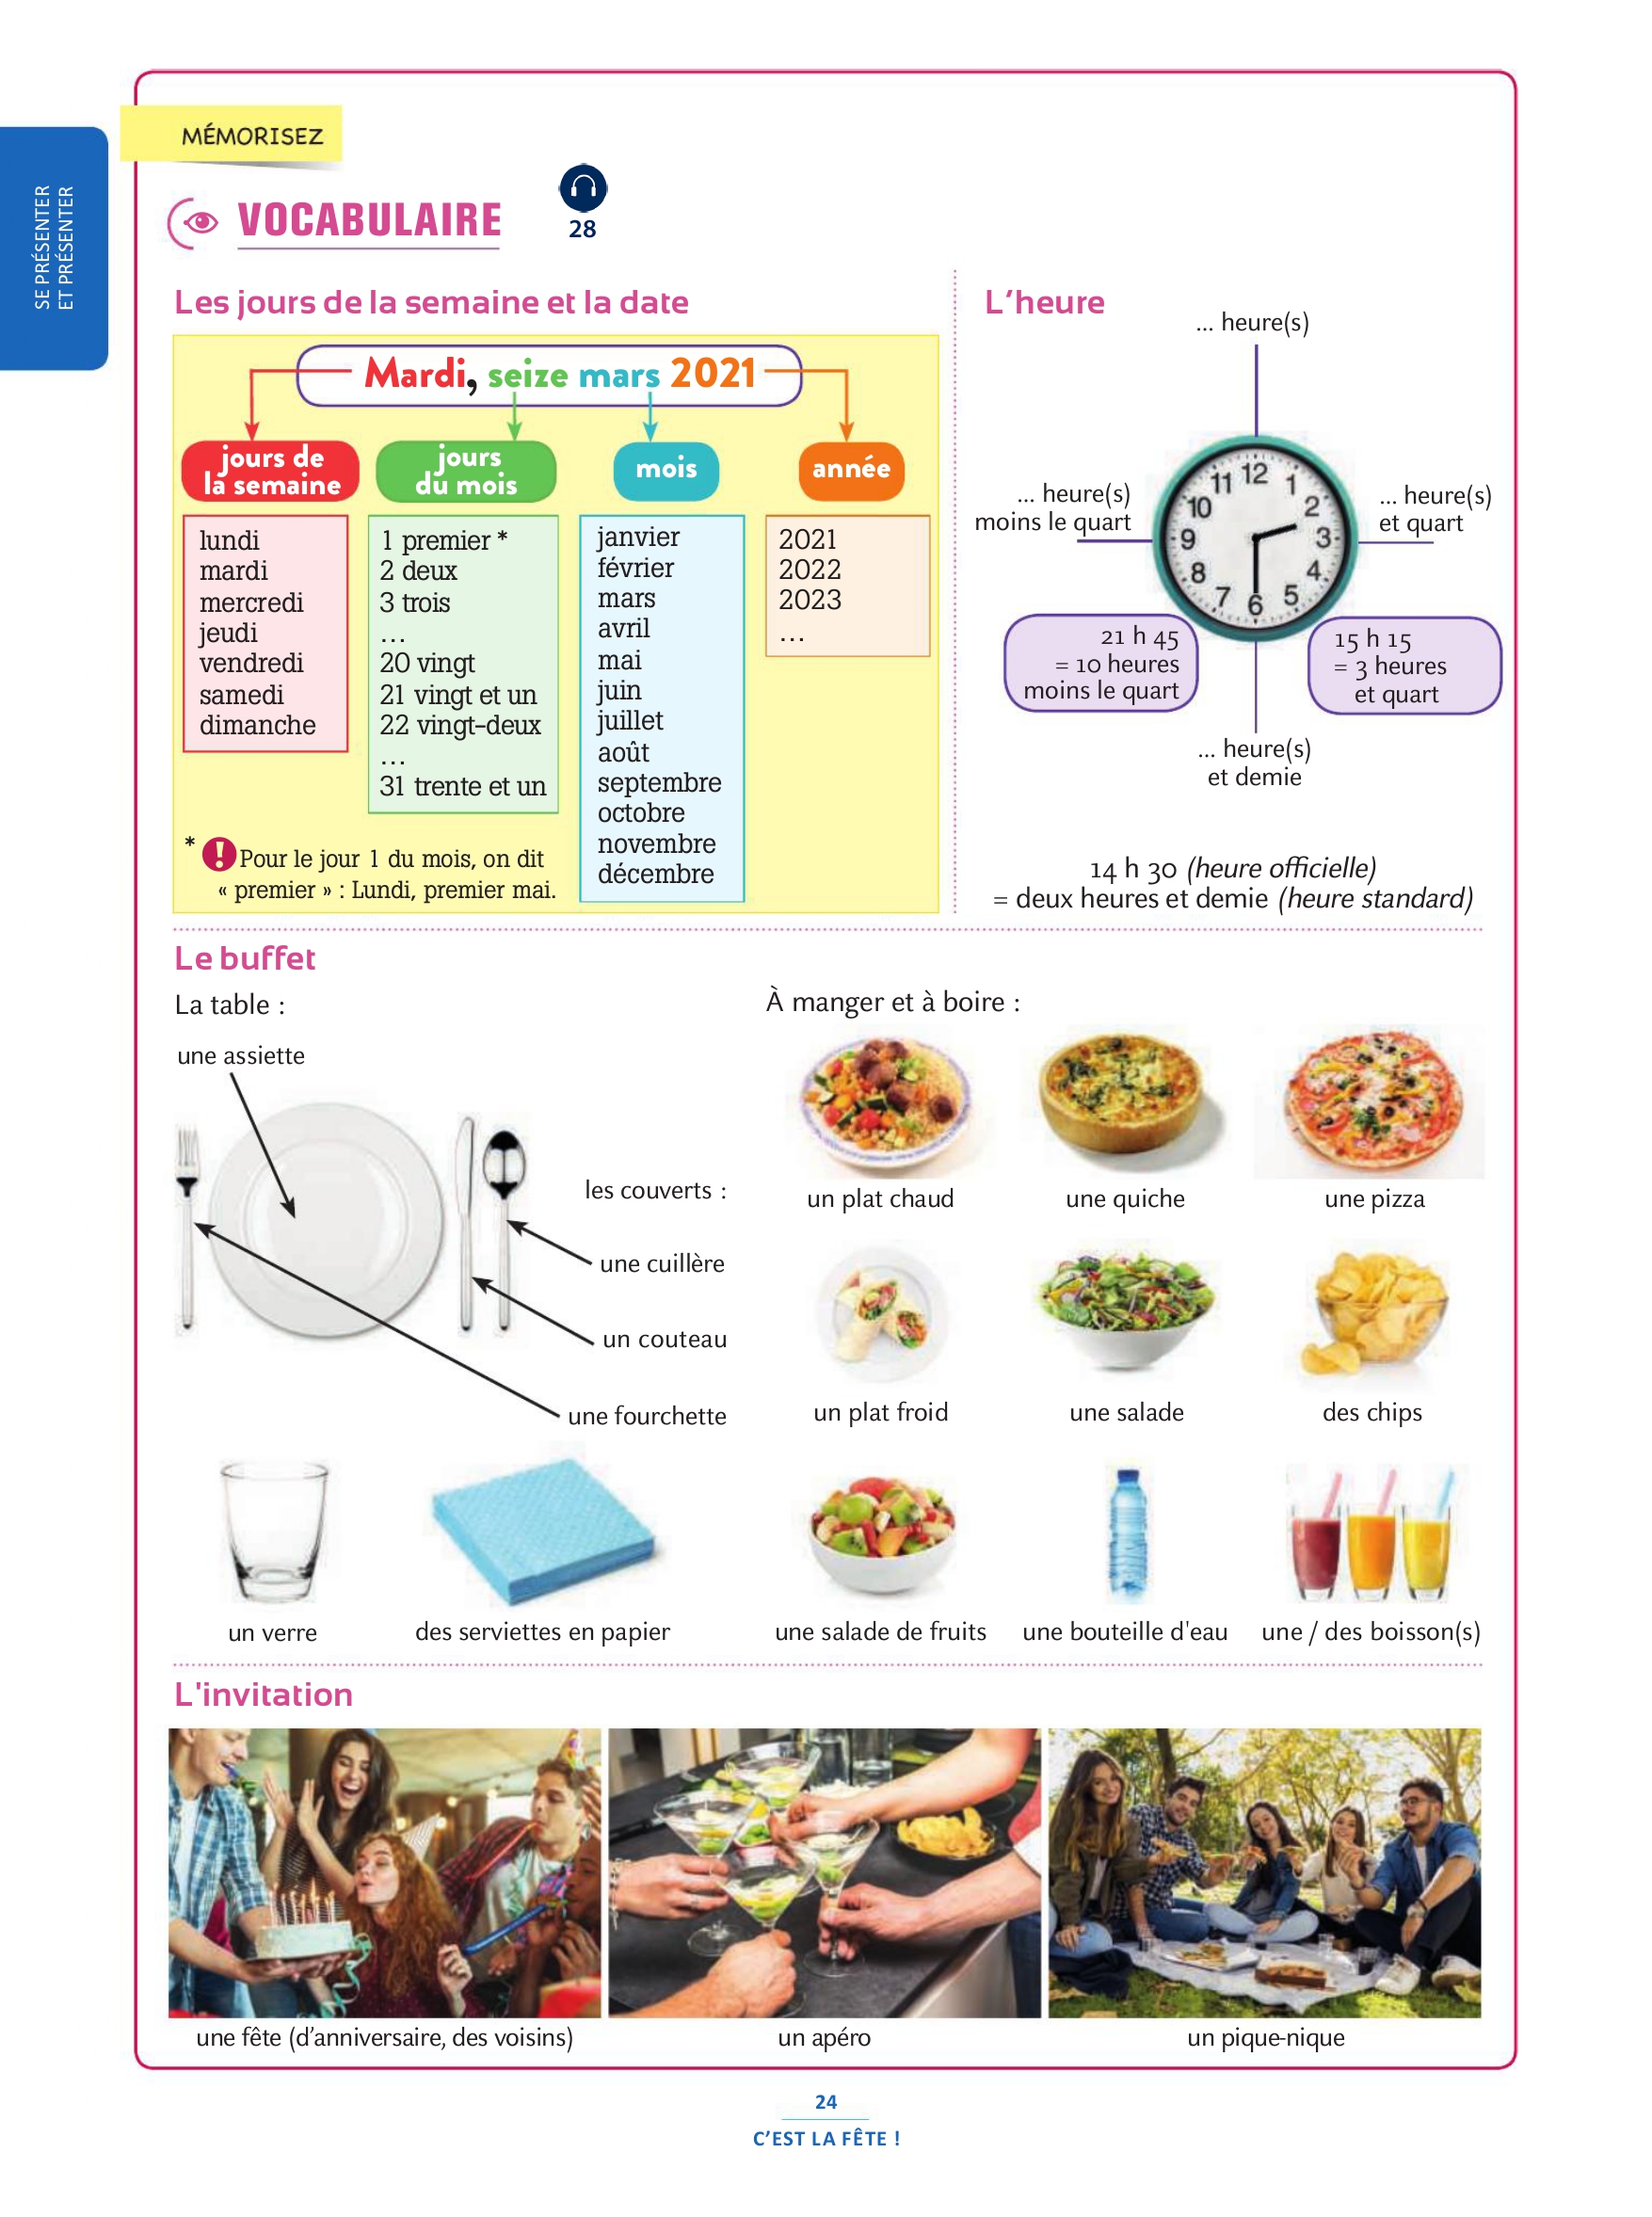 SE PRÉSENTER
ET PRÉSENTER
MÉMORISEZ
VOCABULAIRE
28
Les jours de la semaine et la date
Mardi, seize mars 2021
jours de
la semaine
lundi
mardi
mercredi
jeudi
vendredi
samedi
dimanche
jours
du mois
1 premier *
2 deux
3 trois
...
20 vingt
21 vingt et un
22 vingt-deux
...
31 trente et un
mois
janvier
février
mars
avril
mai
juin
juillet
août
septembre
octobre
novembre
décembre
année
2021
2022
2023
...
* ! Pour le jour 1 du mois, on dit
« premier » : Lundi, premier mai.
L'heure
... heure(s)
... heure(s)
moins le quart
... heure(s)
et quart
12
1
2
3
4
5
6
7
8
9
10
11
21 h 45
= 10 heures
moins le quart
15 h 15
= 3 heures
et quart
... heure(s)
et demie
14 h 30 (heure officielle)
= deux heures et demie (heure standard)
Le buffet
La table :
une assiette
les couverts :
une cuillère
un couteau
une fourchette
un verre
des serviettes en papier
À manger et à boire :
un plat chaud
une quiche
une pizza
un plat froid
une salade
des chips
une salade de fruits
une bouteille d'eau
une / des boisson(s)
L'invitation
une fête (d'anniversaire, des voisins)
un apéro
un pique-nique
24
C'EST LA FÊTE !